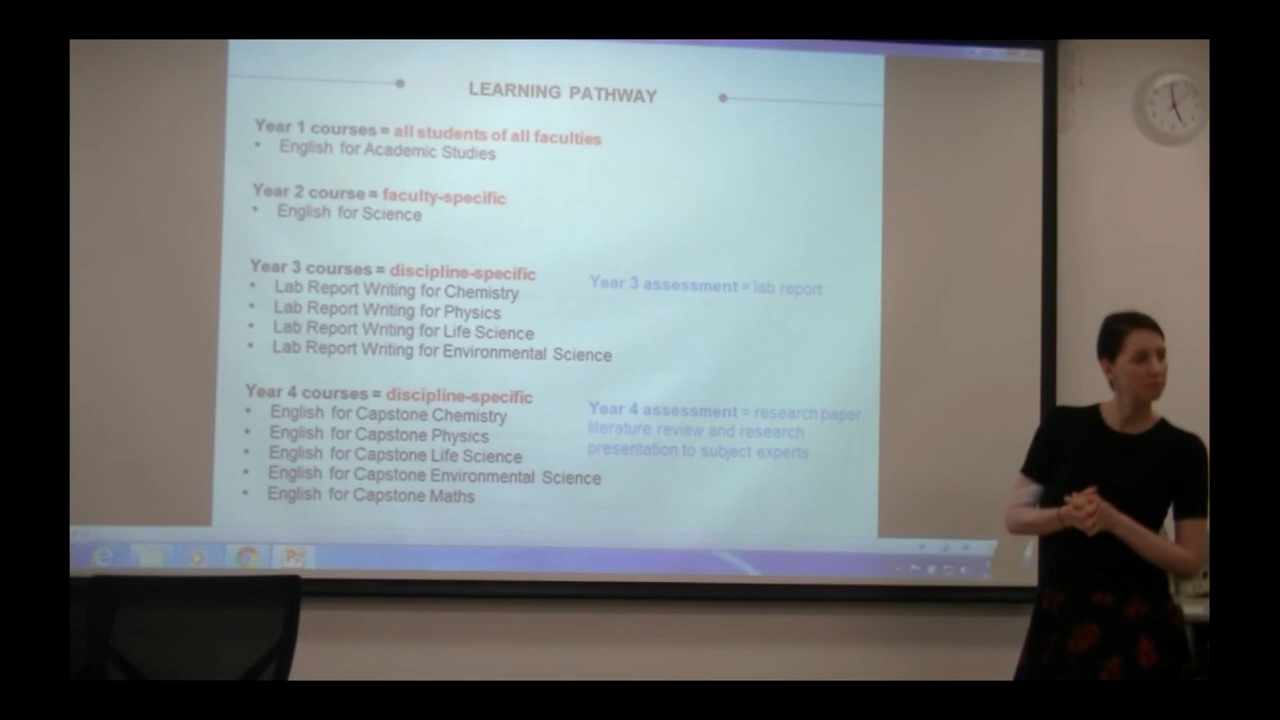 LEARNING PATHWAY
Year 1 courses = all students of all faculties
• English for Academic Studies
Year 2 course = faculty-specific
• English for Science
Year 3 courses = discipline-specific
• Lab Report Writing for Chemistry
• Lab Report Writing for Physics
• Lab Report Writing for Life Science
• Lab Report Writing for Environmental Science
Year 3 assessment = lab report
Year 4 courses = discipline-specific
• English for Capstone Chemistry
• English for Capstone Physics
• English for Capstone Life Science
• English for Capstone Environmental Science
• English for Capstone Maths
Year 4 assessment = research paper,
literature review and research
presentation to subject experts